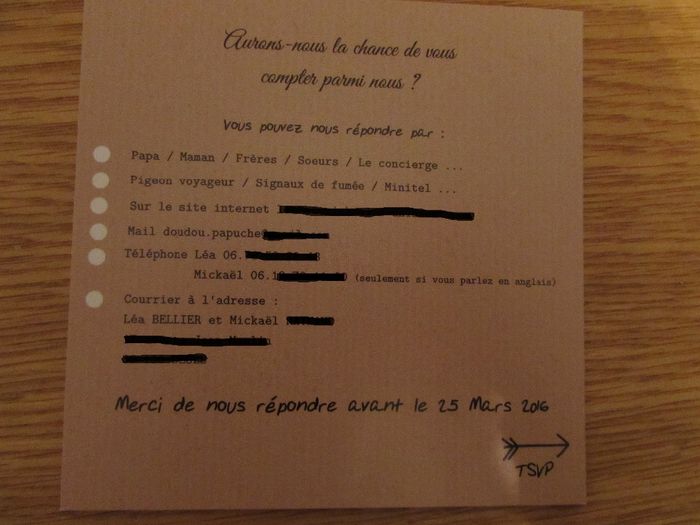 Aurons-nous la chance de vous
compter parmi nous ?
Vous pouvez nous répondre par :
Papa / Maman / Frères / Soeurs / Le concierge ...
Pigeon voyageur / Signaux de fumée / Minitel ...
Sur le site internet
Mail doudou.papuche@
Téléphone Léa 06.
Mickaël 06.1 (seulement si vous parlez en anglais)
Courrier à l'adresse :
Léa BELLIER et Mickaël
Merci de nous répondre avant le 25 Mars 2016
TSVP